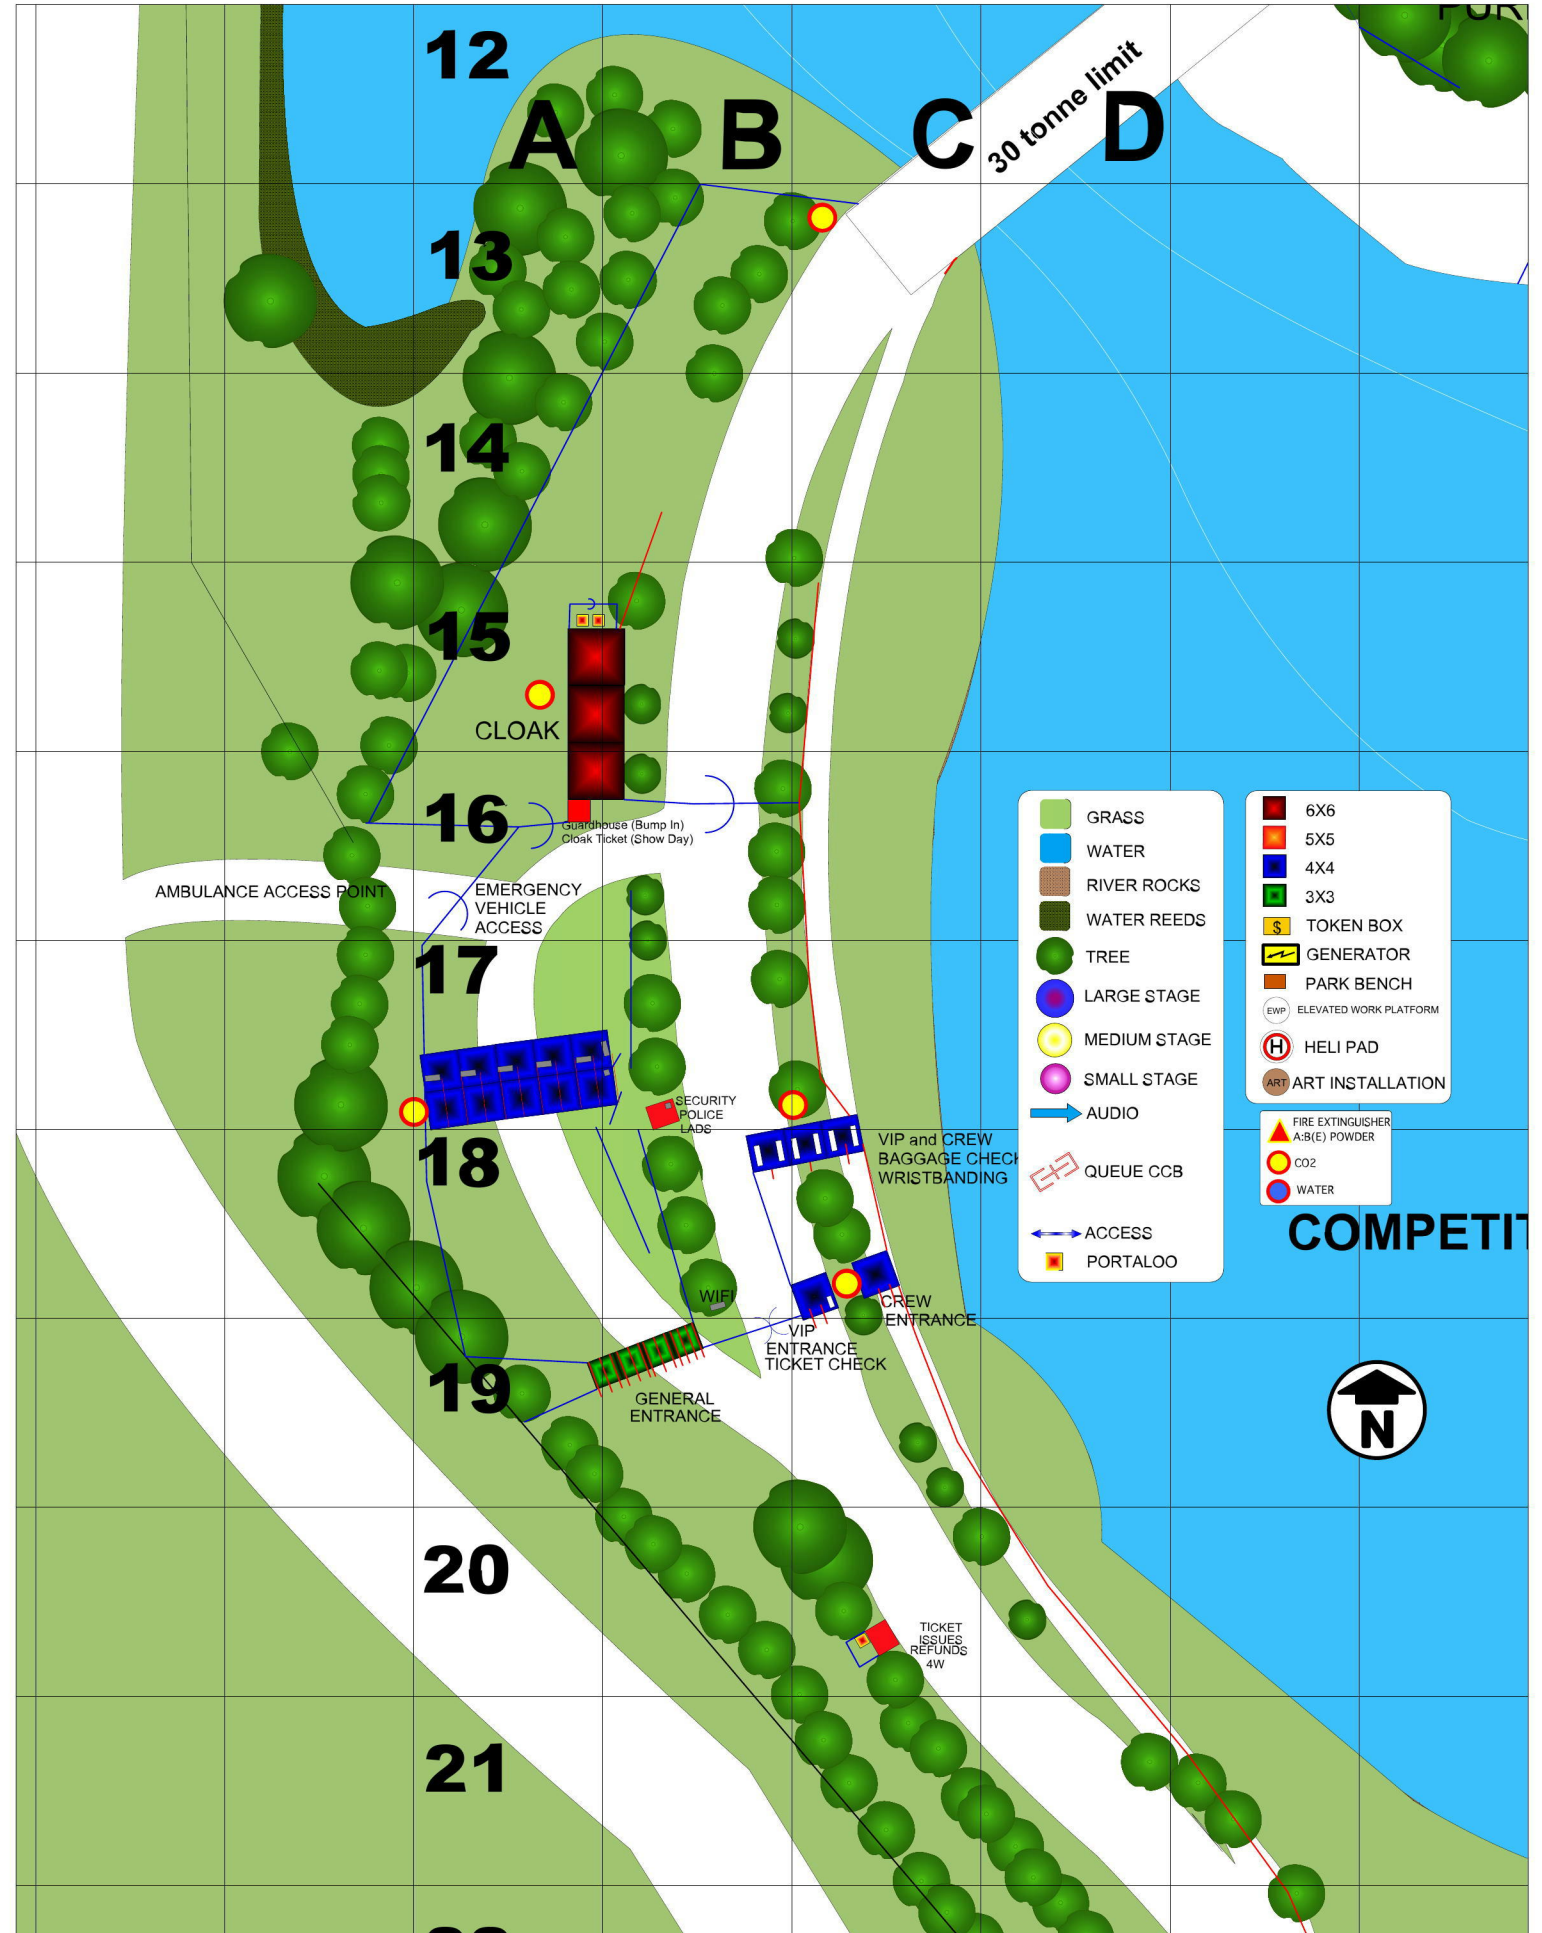 12
A
B
C
D
30 tonne limit
13
14
15
CLOAK
16
Guardhouse (Bump In)
Cloak Ticket (Show Day)
AMBULANCE ACCESS POINT
EMERGENCY
VEHICLE
ACCESS
17
SECURITY
POLICE
LADS
18
VIP and CREW
BAGGAGE CHECK
WRISTBANDING
WIFI
CREW
ENTRANCE
VIP
ENTRANCE
TICKET CHECK
19
GENERAL
ENTRANCE
20
TICKET
ISSUES
REFUNDS
4W
21
GRASS
WATER
RIVER ROCKS
WATER REEDS
TREE
LARGE STAGE
MEDIUM STAGE
SMALL STAGE
AUDIO
QUEUE CCB
ACCESS
PORTALOO
6X6
5X5
4X4
3X3
$ TOKEN BOX
GENERATOR
PARK BENCH
EWP ELEVATED WORK PLATFORM
H HELI PAD
ART ART INSTALLATION
FIRE EXTINGUISHER
A:B(E) POWDER
CO2
WATER
COMPETIT
N